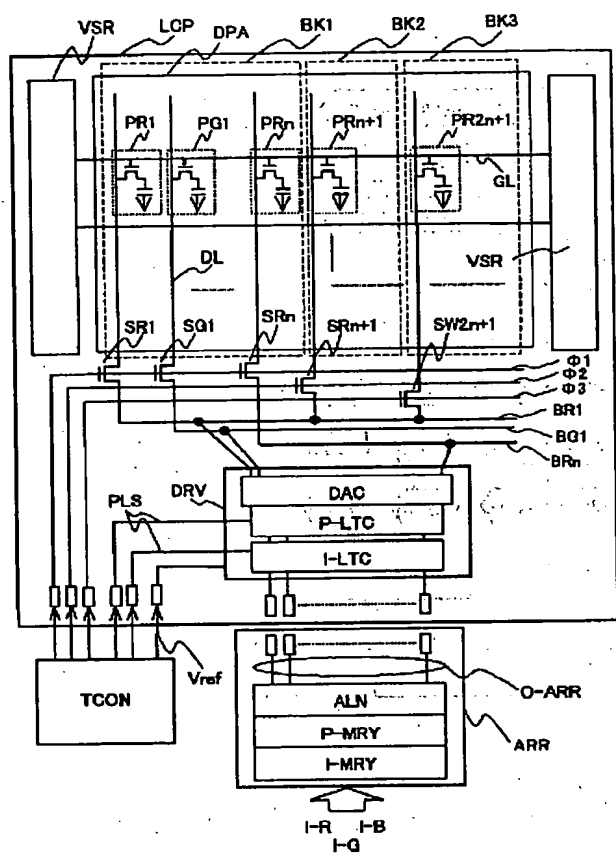 VSR LCP DPA BK1 BK2 BK3
PR1 PG1 PRn PRn+1 PR2n+1
GL
DL
VSR
SR1 SG1 SRn SRn+1 SW2n+1
Φ1
Φ2
Φ3
BR1
BG1
BRn
DRV
DAC
PLS
P-LTC
I-LTC
Vref
TCON
O-ARR
ALN
P-MRY
ARR
I-MRY
I-R I-B
I-G